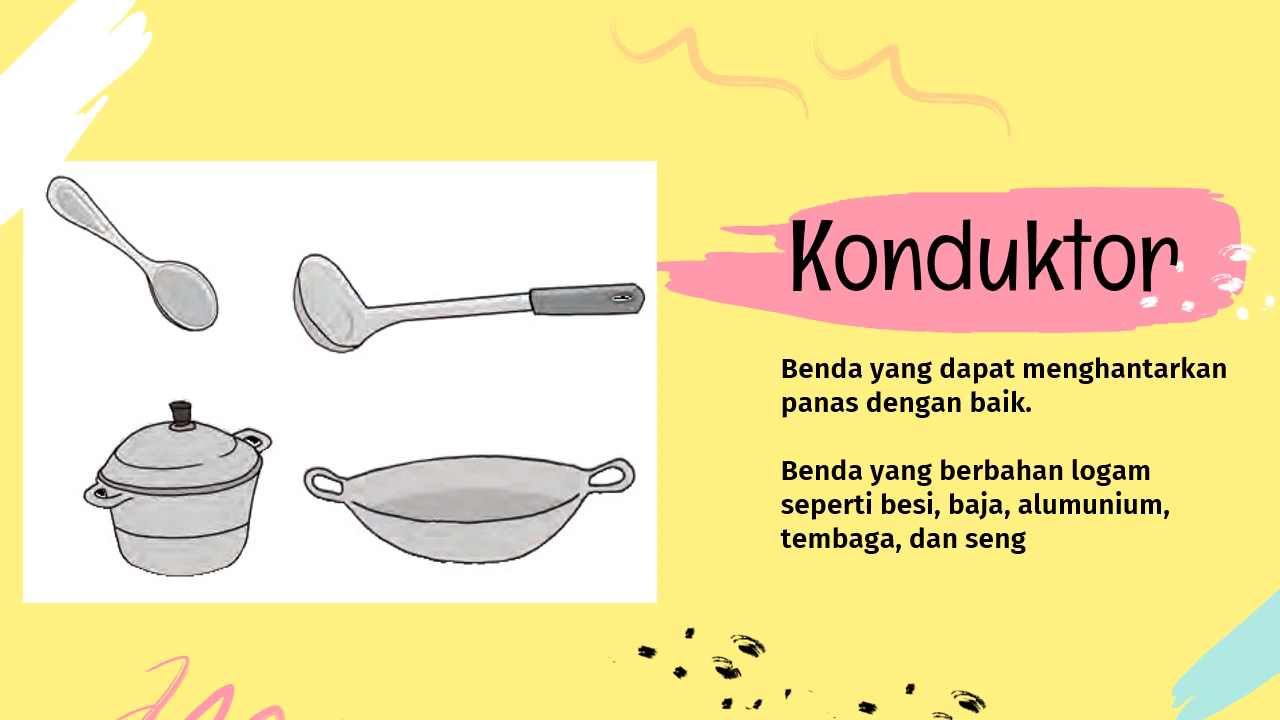 Konduktor
Benda yang dapat menghantarkan
panas dengan baik.
Benda yang berbahan logam
seperti besi, baja, alumunium,
tembaga, dan seng